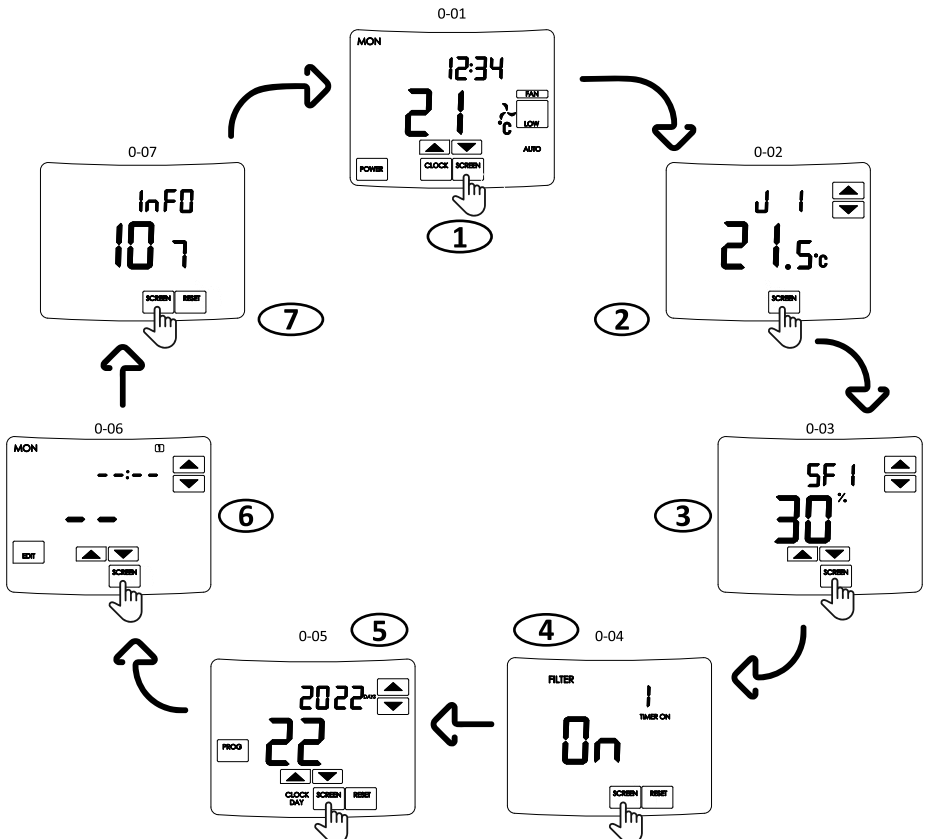 0-01
MON
12:34
FAN
21 °C
LOW
AUTO
POWER CLOCK SCREEN
1
0-02
J 1
21.5°C
SCREEN
2
0-03
SF 1
30 %
SCREEN
3
4
0-04
FILTER
1
TIMER ON
On
SCREEN RESET
0-05
5
2022 DAYS
22
PROG
CLOCK
DAY
SCREEN RESET
0-06
MON
1
--:--
--
EDIT
SCREEN
6
0-07
InFO
10 7
SCREEN RESET
7